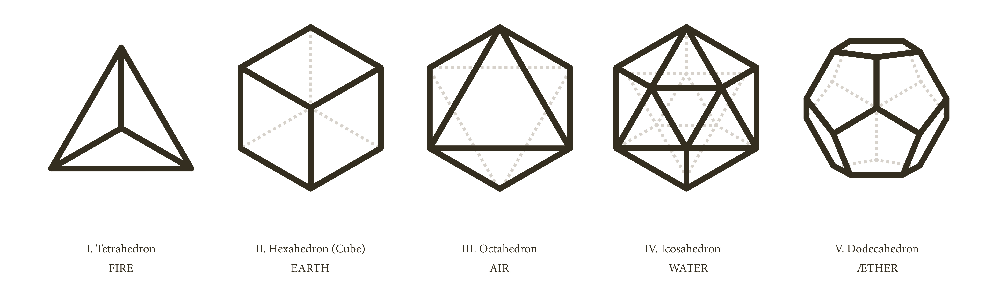 I. Tetrahedron
FIRE
II. Hexahedron (Cube)
EARTH
III. Octahedron
AIR
IV. Icosahedron
WATER
V. Dodecahedron
ÆTHER